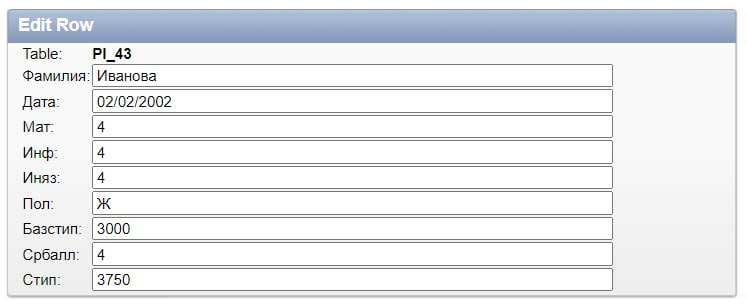 Edit Row
Table: PI_43
Фамилия: Иванова
Дата: 02/02/2002
Мат: 4
Инф: 4
Иняз: 4
Пол: Ж
Базстип: 3000
Србалл: 4
Стип: 3750